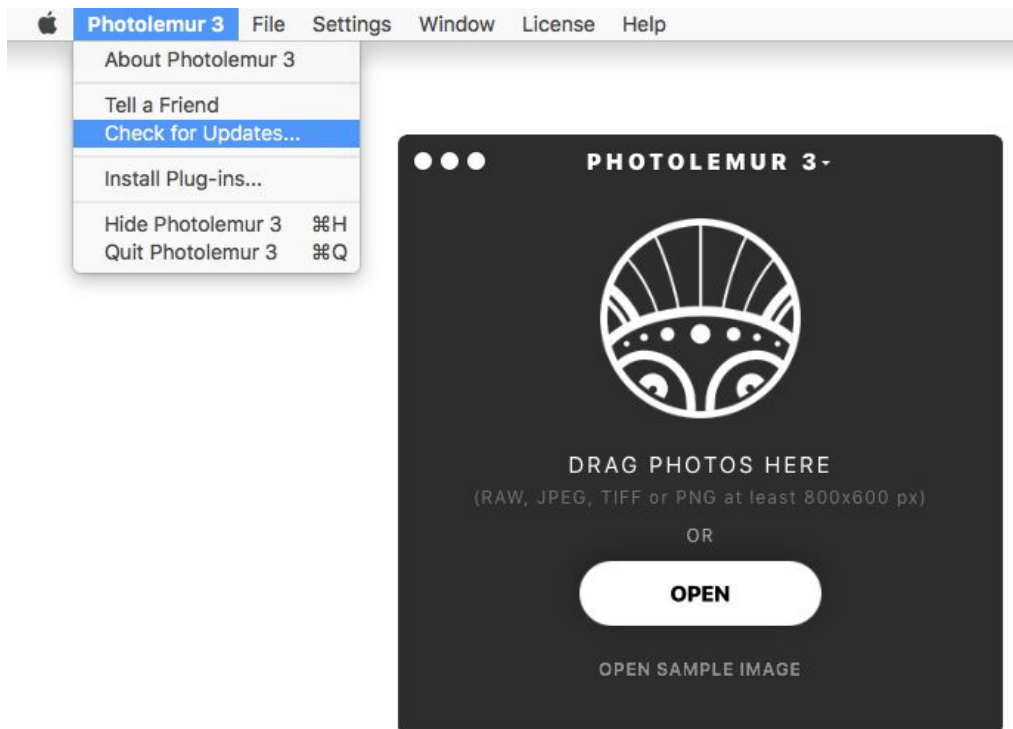 Photolemur 3 File Settings Window License Help
About Photolemur 3
Tell a Friend
Check for Updates...
Install Plug-ins...
Hide Photolemur 3 ⌘H
Quit Photolemur 3 ⌘Q
PHOTOLEMUR 3
DRAG PHOTOS HERE
(RAW, JPEG, TIFF or PNG at least 800x600 px)
OR
OPEN
OPEN SAMPLE IMAGE